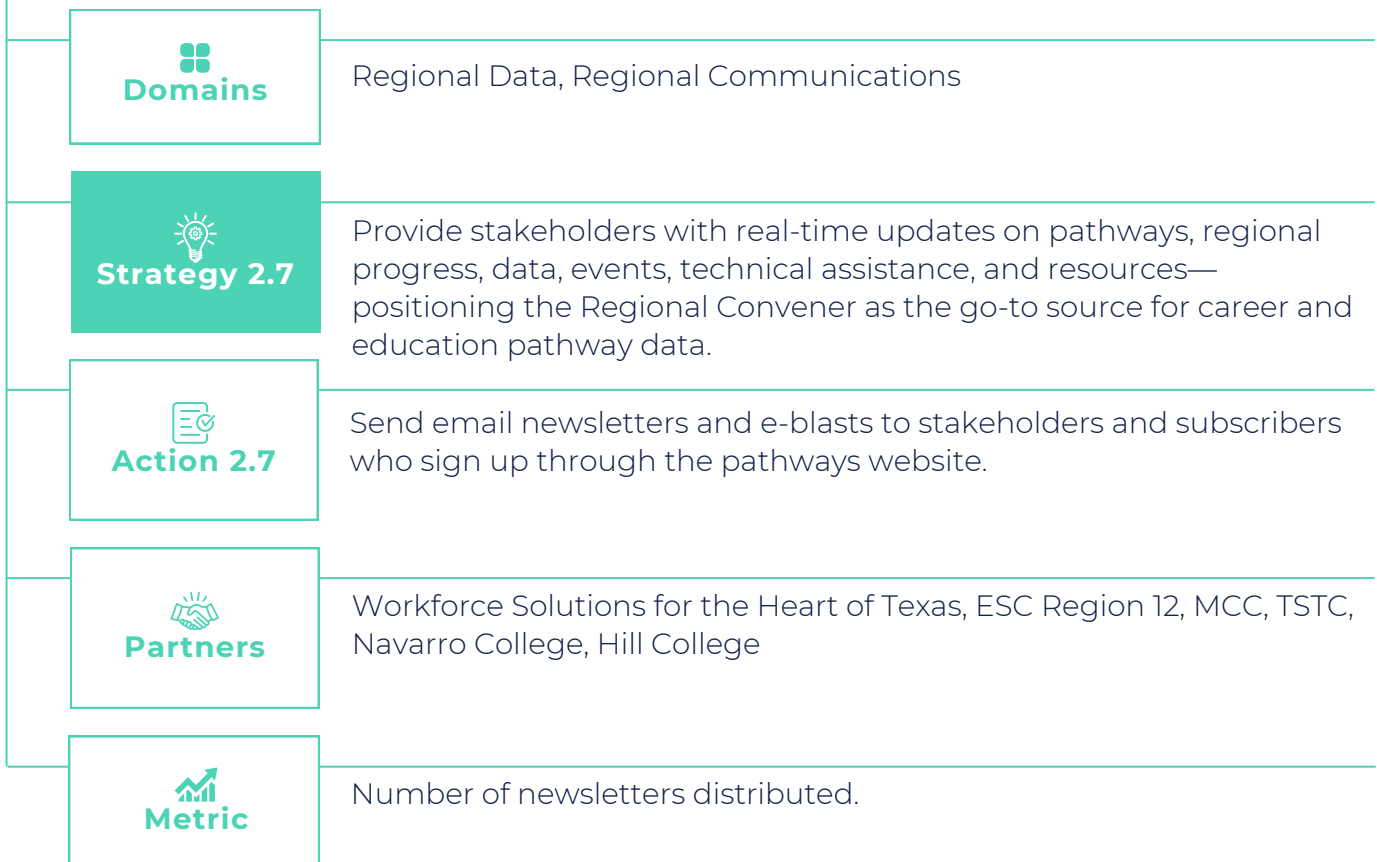 Domains
Regional Data, Regional Communications
Strategy 2.7
Provide stakeholders with real-time updates on pathways, regional
progress, data, events, technical assistance, and resources—
positioning the Regional Convener as the go-to source for career and
education pathway data.
Action 2.7
Send email newsletters and e-blasts to stakeholders and subscribers
who sign up through the pathways website.
Partners
Workforce Solutions for the Heart of Texas, ESC Region 12, MCC, TSTC,
Navarro College, Hill College
Metric
Number of newsletters distributed.